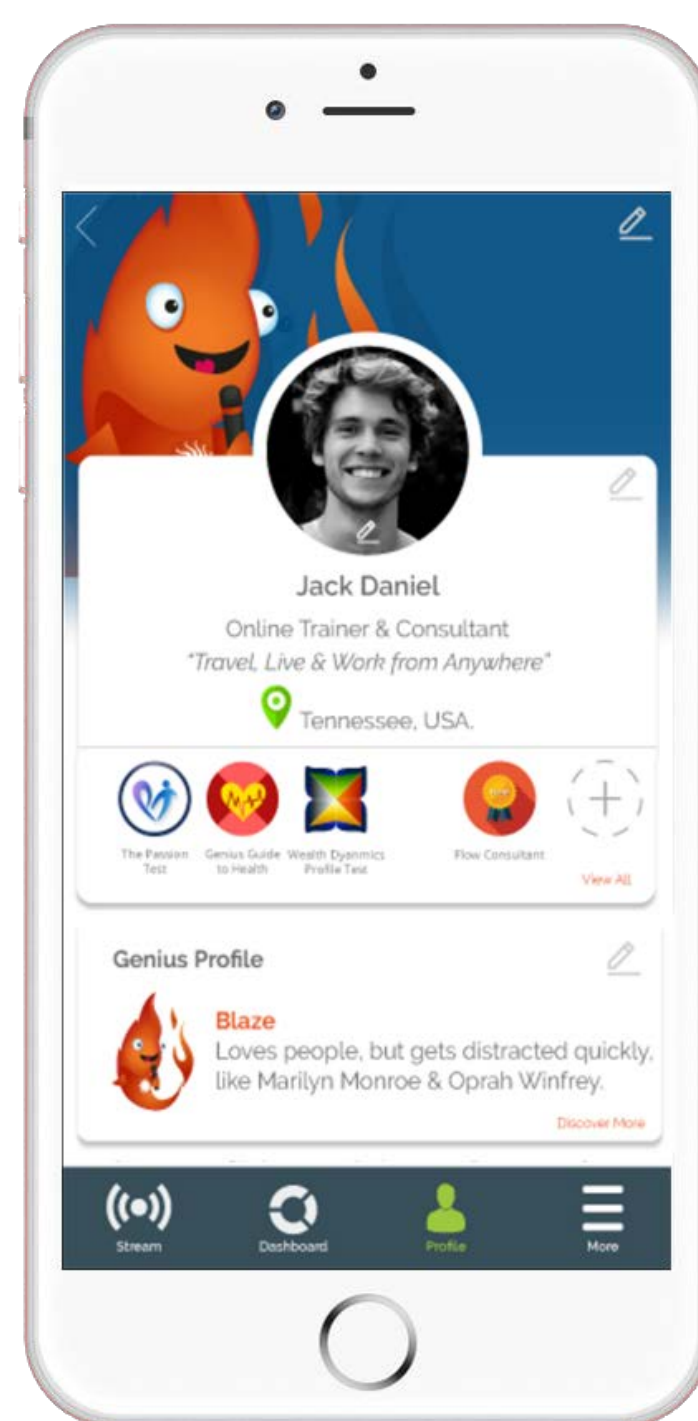 Jack Daniel
Online Trainer & Consultant
"Travel, Live & Work from Anywhere"
Tennessee, USA.
The Passion Test
Genius Guide to Health
Wealth Dyanmics Profile Test
Flow Consultant
View All
Genius Profile
Blaze
Loves people, but gets distracted quickly,
like Marilyn Monroe & Oprah Winfrey.
Discover More
Stream
Dashboard
Profile
More